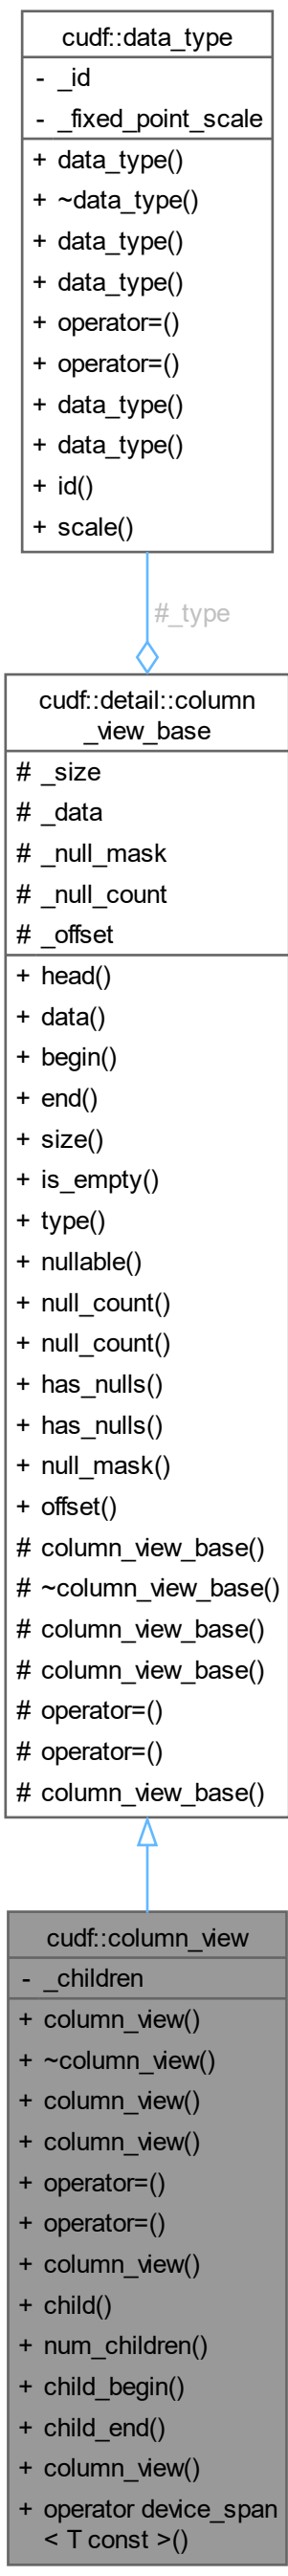 cudf::data_type
- _id
- _fixed_point_scale
+ data_type()
+ ~data_type()
+ data_type()
+ data_type()
+ operator=()
+ operator=()
+ data_type()
+ data_type()
+ id()
+ scale()
#_type
cudf::detail::column
_view_base
# _size
# _data
# _null_mask
# _null_count
# _offset
+ head()
+ data()
+ begin()
+ end()
+ size()
+ is_empty()
+ type()
+ nullable()
+ null_count()
+ null_count()
+ has_nulls()
+ has_nulls()
+ null_mask()
+ offset()
# column_view_base()
# ~column_view_base()
# column_view_base()
# column_view_base()
# operator=()
# operator=()
# column_view_base()
cudf::column_view
- _children
+ column_view()
+ ~column_view()
+ column_view()
+ column_view()
+ operator=()
+ operator=()
+ column_view()
+ child()
+ num_children()
+ child_begin()
+ child_end()
+ column_view()
+ operator device_span
< T const >()